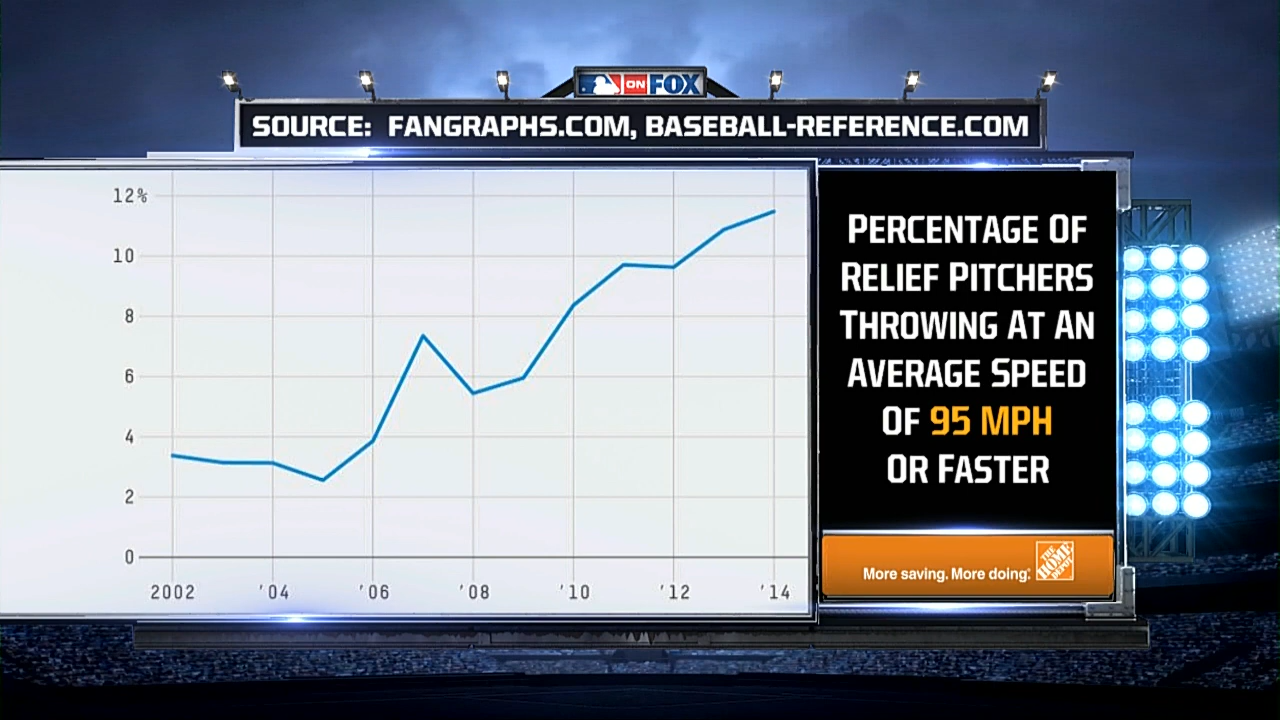 MLB ON FOX
SOURCE: FANGRAPHS.COM, BASEBALL-REFERENCE.COM
12%
10
8
6
4
2
0
2002 '04 '06 '08 '10 '12 '14
PERCENTAGE OF
RELIEF PITCHERS
THROWING AT AN
AVERAGE SPEED
OF 95 MPH
OR FASTER
More saving. More doing.
THE
HOME
DEPOT